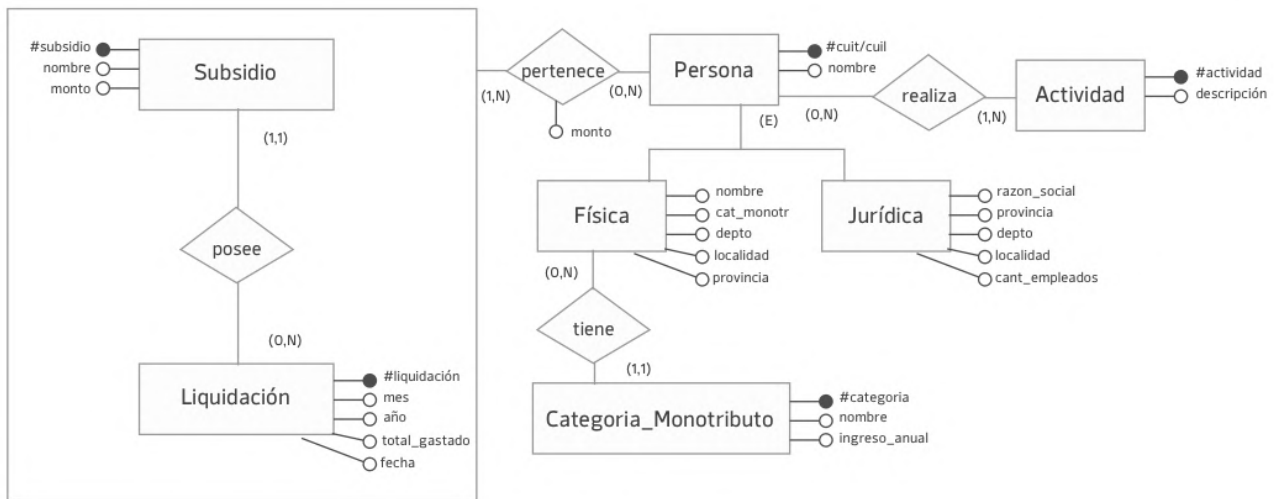 #subsidio
nombre
monto
Subsidio
(1,1)
posee
(0,N)
Liquidación
#liquidación
mes
año
total_gastado
fecha
(1,N)
pertenece
(0,N)
monto
Persona
#cuit/cuil
nombre
(E)
(0,N)
realiza
(1,N)
Actividad
#actividad
descripción
Física
nombre
cat_monotr
depto
localidad
provincia
Jurídica
razon_social
provincia
depto
localidad
cant_empleados
(0,N)
tiene
(1,1)
Categoria_Monotributo
#categoria
nombre
ingreso_anual